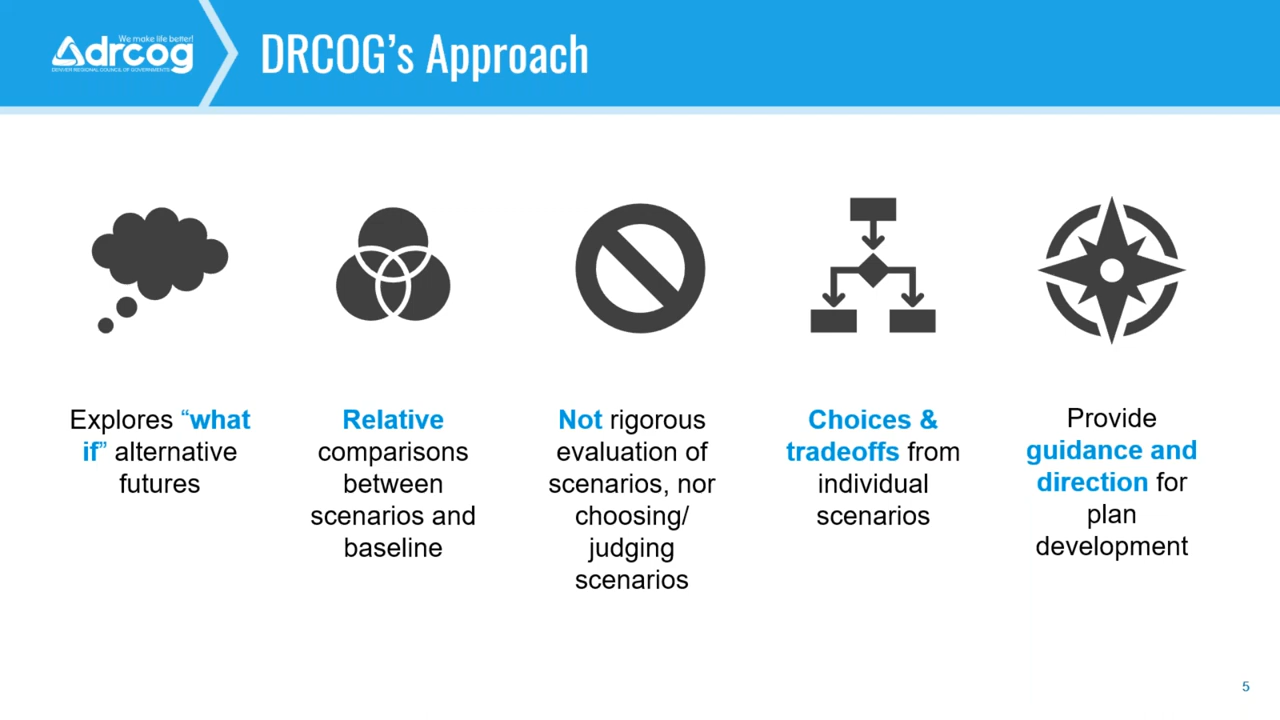 We make life better!
drcog
DENVER REGIONAL COUNCIL OF GOVERNMENTS
DRCOG’s Approach
Explores “what
if” alternative
futures
Relative
comparisons
between
scenarios and
baseline
Not rigorous
evaluation of
scenarios, nor
choosing/
judging
scenarios
Choices &
tradeoffs from
individual
scenarios
Provide
guidance and
direction for
plan
development
5